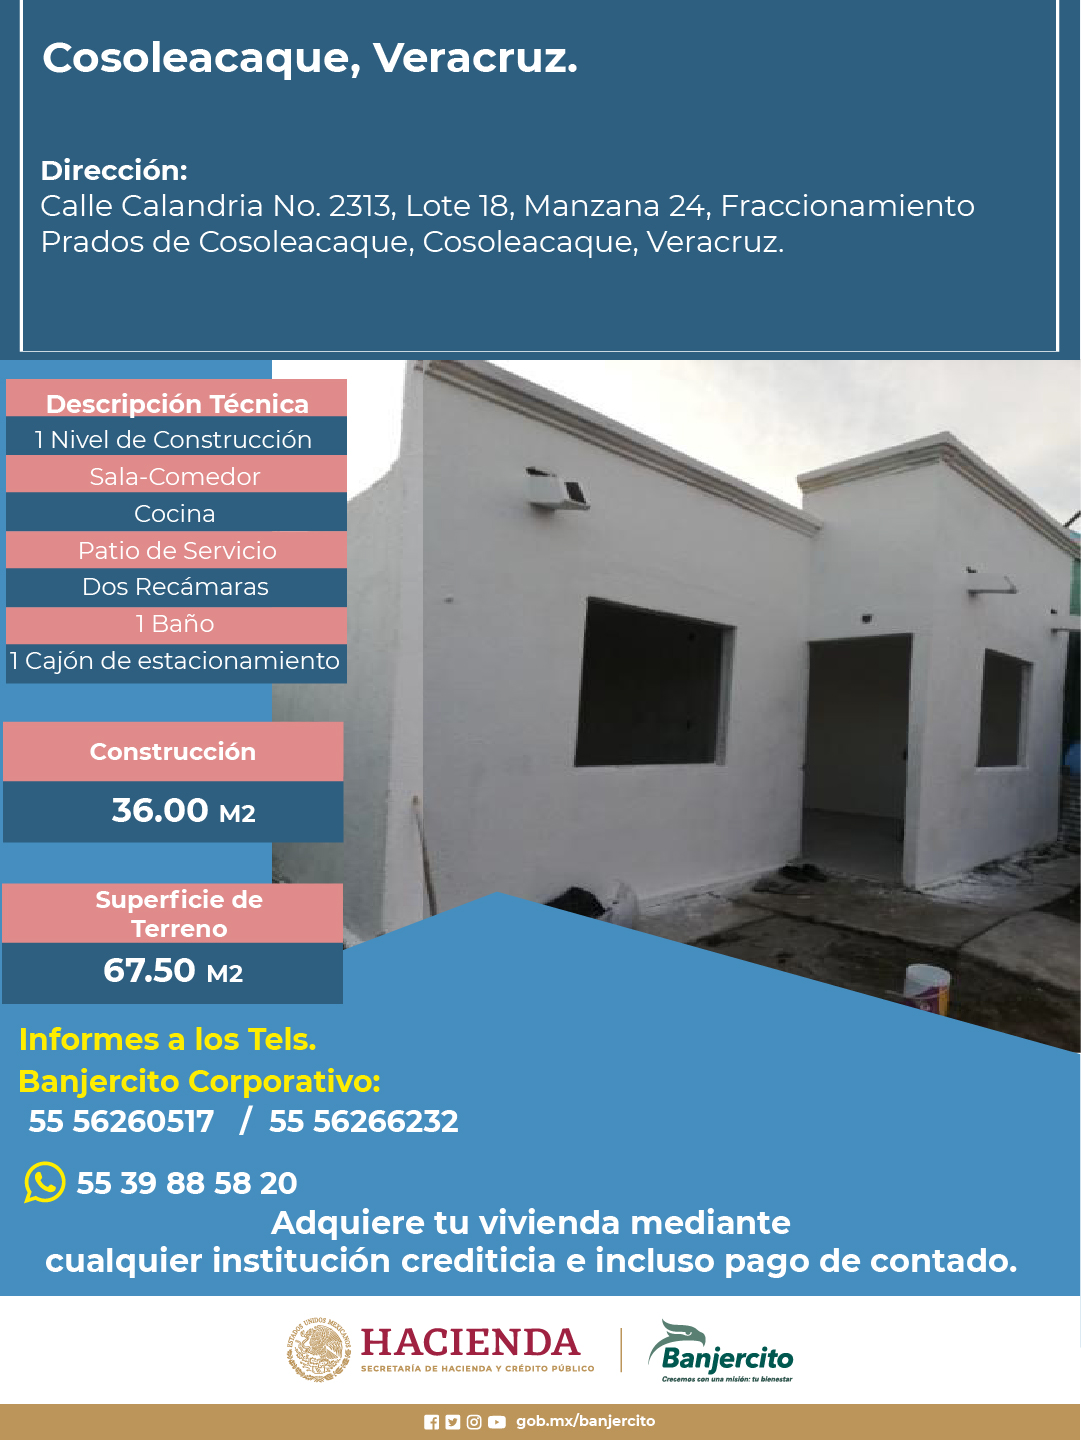 Cosoleacaque, Veracruz.
Dirección:
Calle Calandria No. 2313, Lote 18, Manzana 24, Fraccionamiento
Prados de Cosoleacaque, Cosoleacaque, Veracruz.
Descripción Técnica
1 Nivel de Construcción
Sala-Comedor
Cocina
Patio de Servicio
Dos Recámaras
1 Baño
1 Cajón de estacionamiento
Construcción
36.00 M2
Superficie de
Terreno
67.50 M2
Informes a los Tels.
Banjercito Corporativo:
55 56260517 / 55 56266232
55 39 88 58 20
Adquiere tu vivienda mediante
cualquier institución crediticia e incluso pago de contado.
ESTADOS UNIDOS MEXICANOS
HACIENDA
SECRETARÍA DE HACIENDA Y CRÉDITO PÚBLICO
Banjercito
Crecemos con una misión: tu bienestar
gob.mx/banjercito